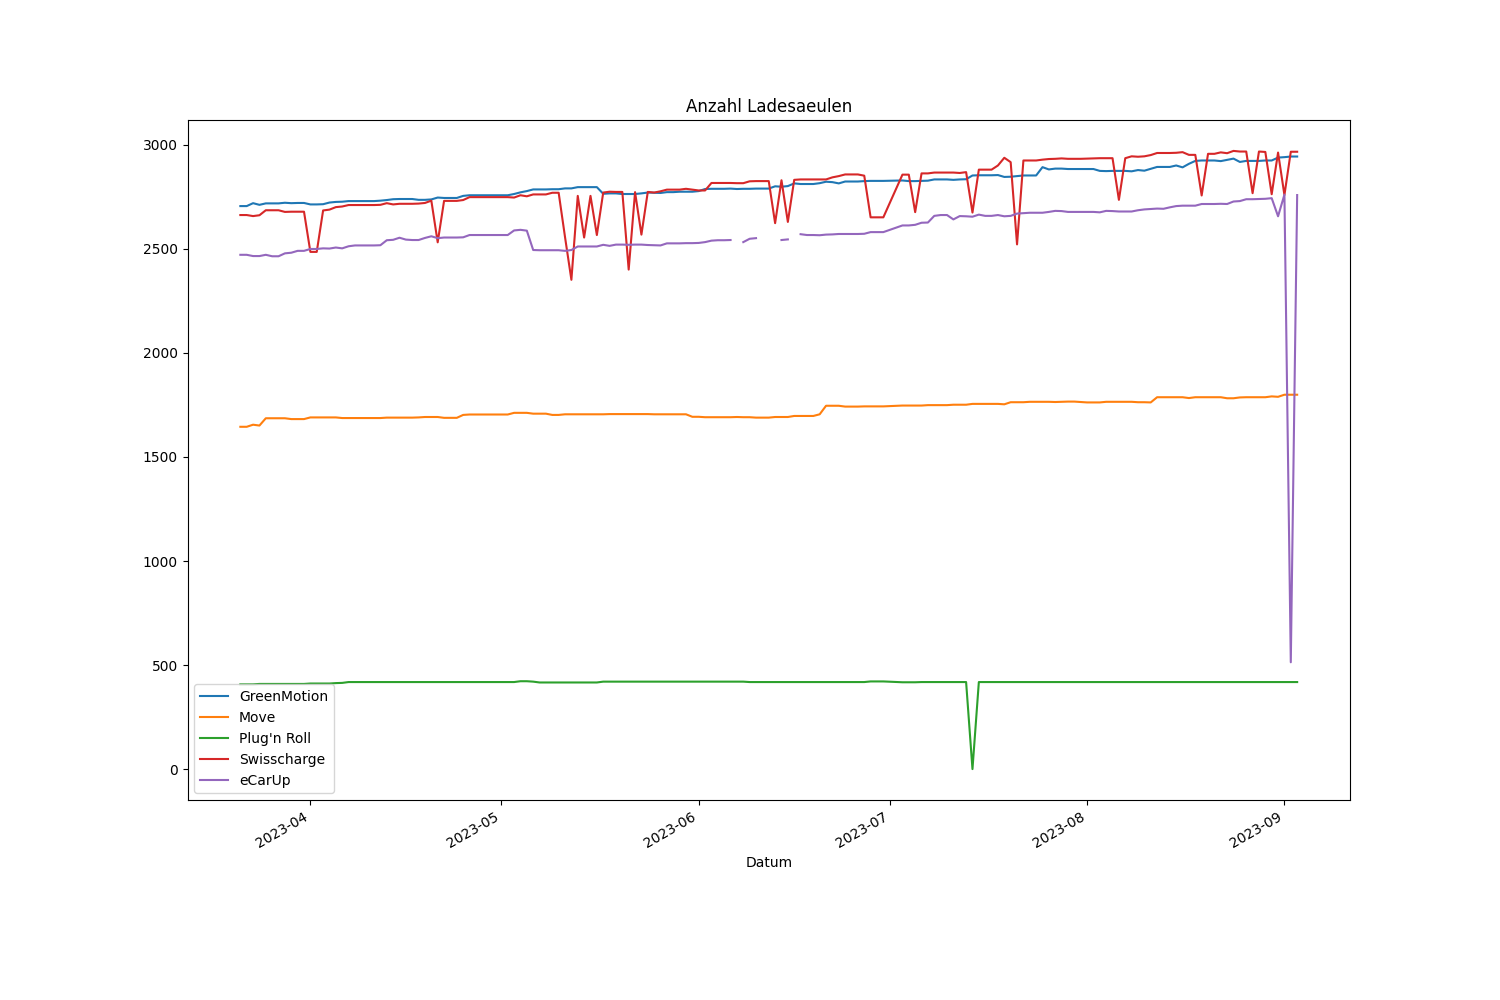 Anzahl Ladesaeulen
3000
2500
2000
1500
1000
500
0
GreenMotion
Move
Plug'n Roll
Swisscharge
eCarUp
2023-04
2023-05
2023-06
2023-07
2023-08
2023-09
Datum